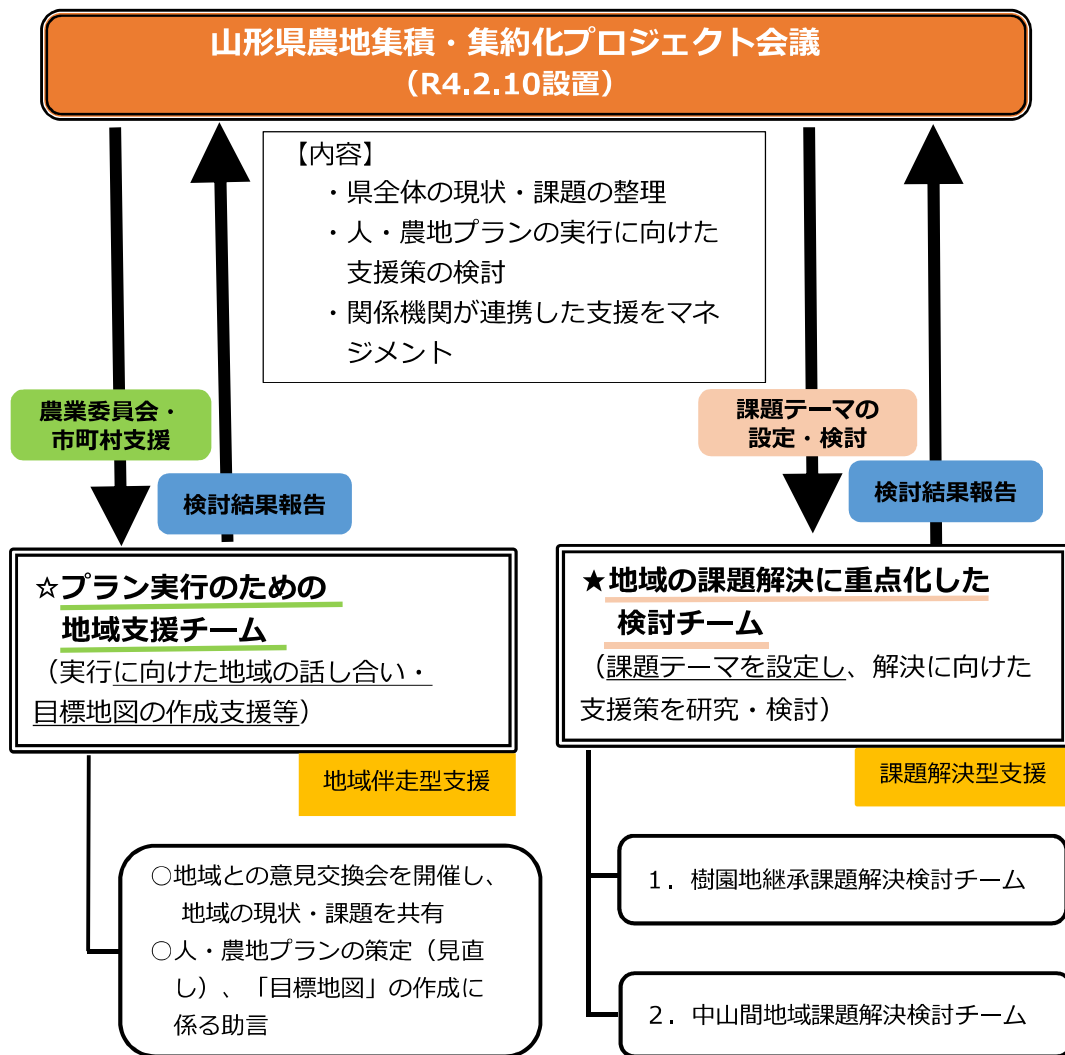 山形県農地集積・集約化プロジェクト会議
（R4.2.10設置）
【内容】
・県全体の現状・課題の整理
・人・農地プランの実行に向けた
支援策の検討
・関係機関が連携した支援をマネ
ジメント
農業委員会・
市町村支援
検討結果報告
課題テーマの
設定・検討
検討結果報告
☆プラン実行のための
地域支援チーム
（実行に向けた地域の話し合い・
目標地図の作成支援等）
地域伴走型支援
○地域との意見交換会を開催し、
地域の現状・課題を共有
○人・農地プランの策定（見直
し）、「目標地図」の作成に
係る助言
★地域の課題解決に重点化した
検討チーム
（課題テーマを設定し、解決に向けた
支援策を研究・検討）
課題解決型支援
１．樹園地継承課題解決検討チーム
２．中山間地域課題解決検討チーム